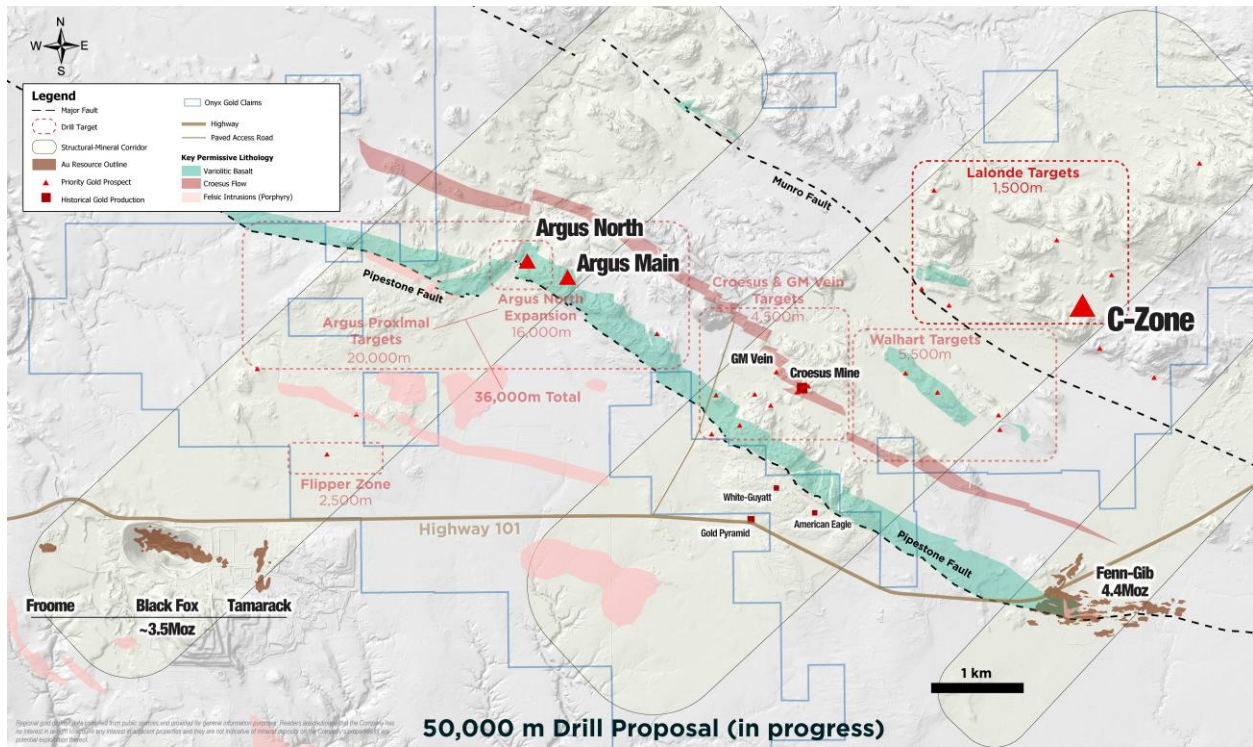 N
W E
S
Legend
Major Fault
Drill Target
Structural-Mineral Corridor
Au Resource Outline
Priority Gold Prospect
Historical Gold Production
Onyx Gold Claims
Highway
Paved Access Road
Key Permissive Lithology
Variolitic Basalt
Croesus Flow
Felsic Intrusions (Porphyry)
Munro Fault
Lalonde Targets
1,500m
C-Zone
Argus North
Argus Main
Pipestone Fault
Argus North
Expansion
16,000m
Argus Proximal
Targets
20,000m
36,000m Total
Croesus & GM Vein
Targets
4,500m
GM Vein
Croesus Mine
Walhart Targets
5,500m
Flipper Zone
2,500m
Highway 101
White-Guyatt
American Eagle
Gold Pyramid
Pipestone Fault
Fenn-Gib
4.4Moz
Froome Black Fox Tamarack
~3.5Moz
1 km
50,000 m Drill Proposal (in progress)